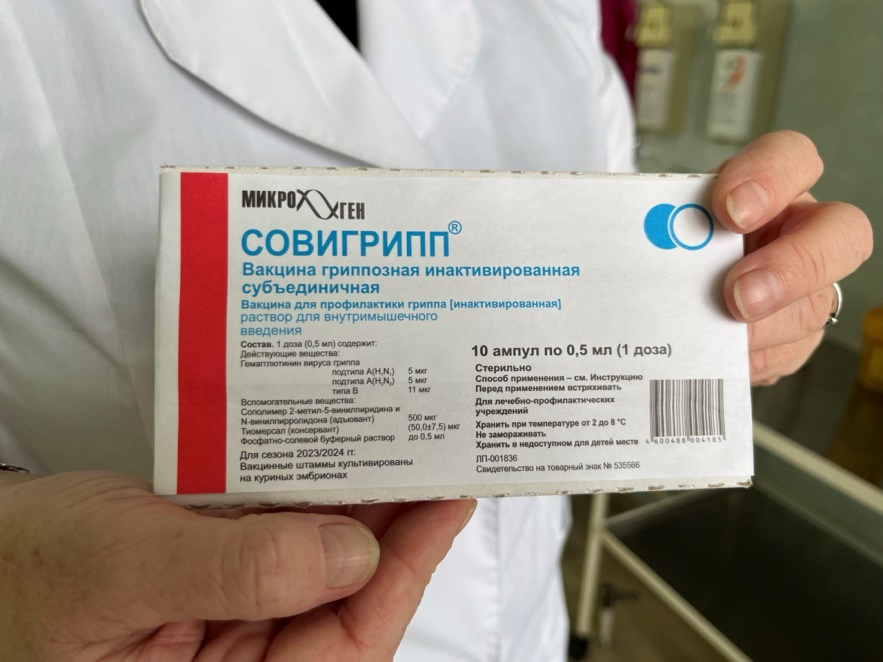 МИКРОГЕН
СОВИГРИПП®
Вакцина гриппозная инактивированная
субъединичная
Вакцина для профилактики гриппа [инактивированная]
раствор для внутримышечного
введения
Состав. 1 доза (0,5 мл) содержит:
Действующие вещества:
Гемагглютинин вируса гриппа
подтипа A(H₁N₁) 5 мкг
подтипа A(H₃N₂) 5 мкг
типа B 11 мкг
Вспомогательные вещества:
Сополимер 2-метил-5-винилпиридина и
N-винилпирролидона (адъювант) 500 мкг
Тиомерсал (консервант) (50,0±7,5) мкг
Фосфатно-солевой буферный раствор до 0,5 мл
Для сезона 2023/2024 гг.
Вакцинные штаммы культивированы
на куриных эмбрионах
10 ампул по 0,5 мл (1 доза)
Стерильно
Способ применения – см. Инструкцию
Перед применением встряхивать
Для лечебно-профилактических
учреждений
Хранить при температуре от 2 до 8 °С
Не замораживать
Хранить в недоступном для детей месте
ЛП-001836
Свидетельство на товарный знак № 535566
4 600488 004185